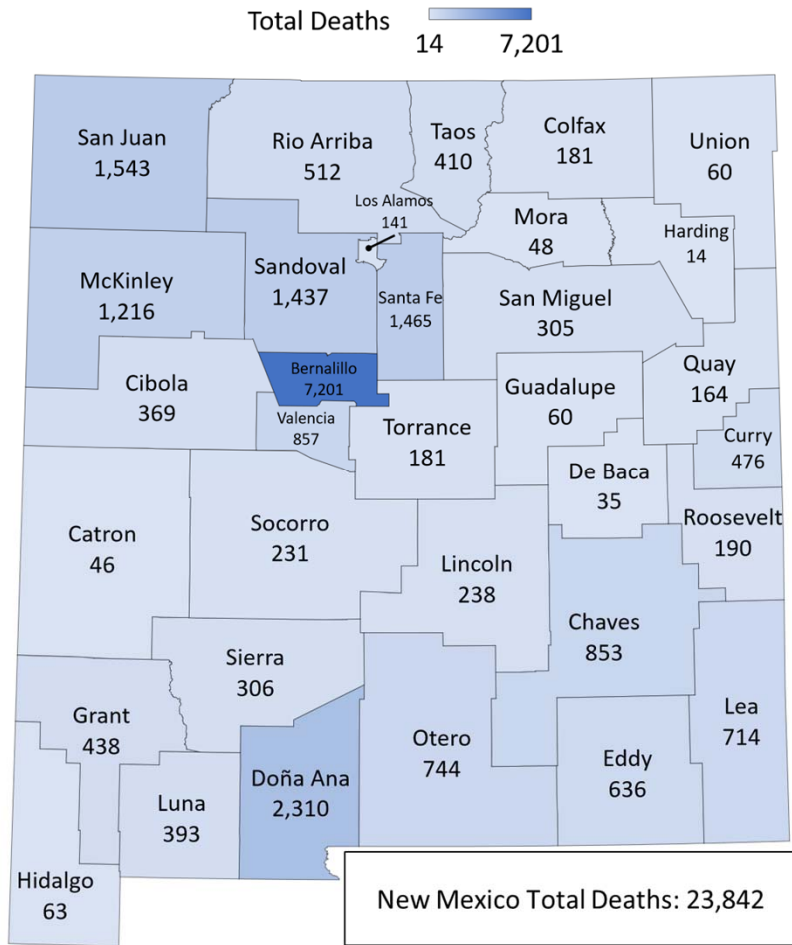 Total Deaths
14 7,201
San Juan
1,543
Rio Arriba
512
Taos
410
Colfax
181
Union
60
Los Alamos
141
Mora
48
Harding
14
McKinley
1,216
Sandoval
1,437
Santa Fe
1,465
San Miguel
305
Quay
164
Cibola
369
Bernalillo
7,201
Valencia
857
Torrance
181
Guadalupe
60
Curry
476
De Baca
35
Roosevelt
190
Catron
46
Socorro
231
Lincoln
238
Chaves
853
Sierra
306
Grant
438
Lea
714
Otero
744
Eddy
636
Doña Ana
2,310
Luna
393
Hidalgo
63
New Mexico Total Deaths: 23,842